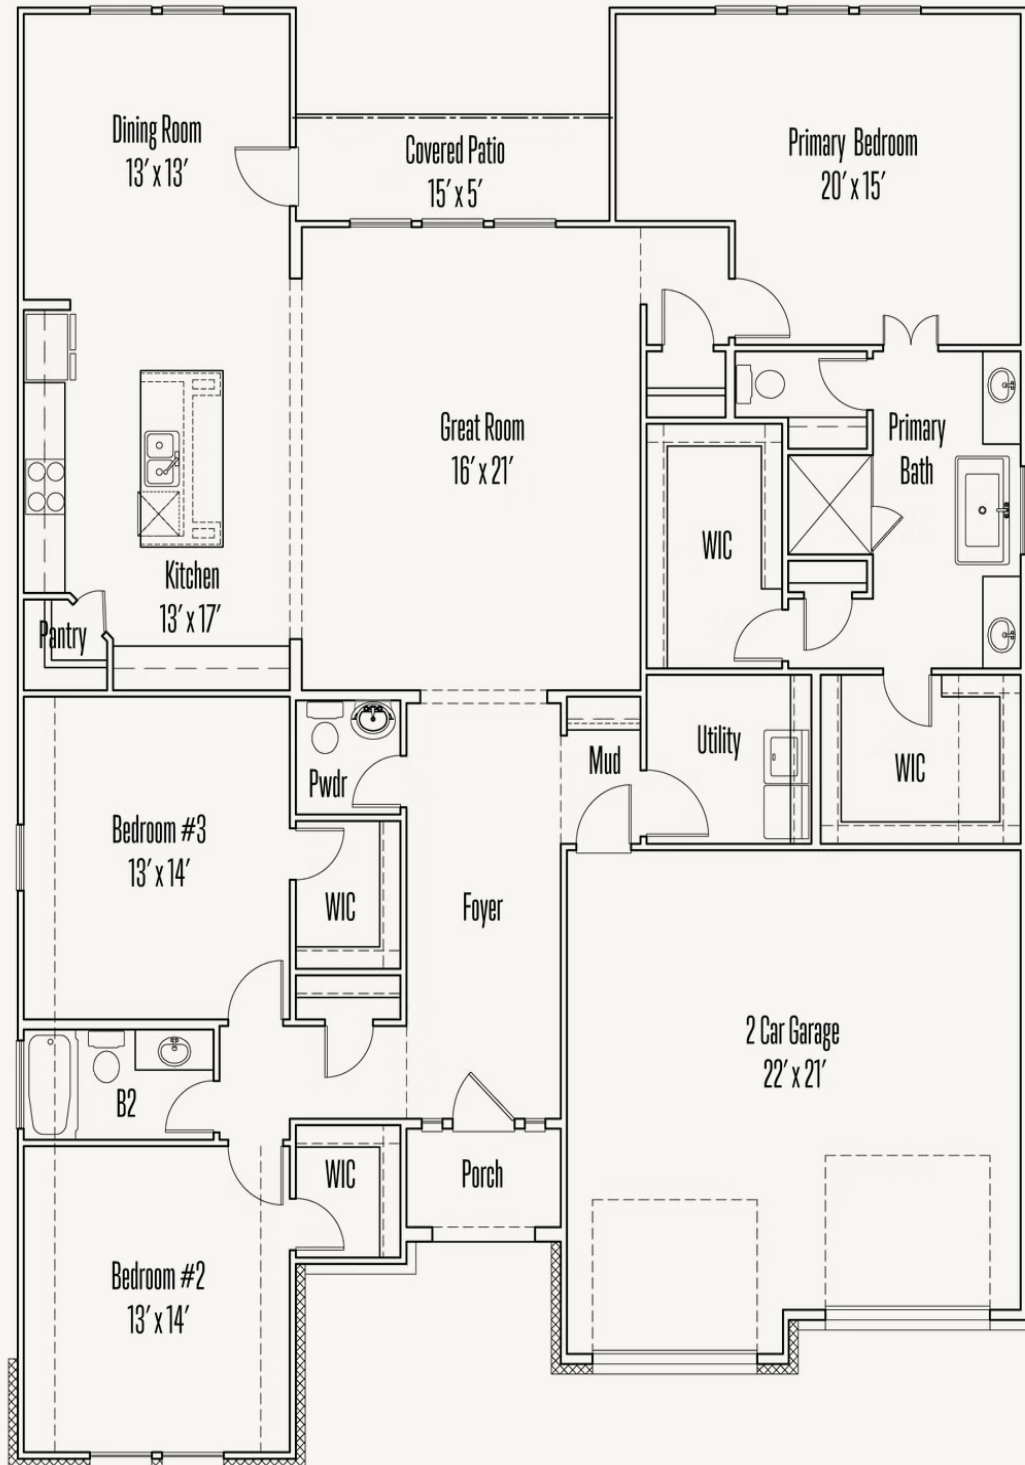 Dining Room
13' x 13'
Covered Patio
15' x 5'
Primary Bedroom
20' x 15'
Great Room
16' x 21'
Primary
Bath
WIC
Kitchen
13' x 17'
Pantry
Utility
Mud
WIC
Pwdr
Bedroom #3
13' x 14'
WIC
Foyer
2 Car Garage
22' x 21'
B2
WIC
Porch
Bedroom #2
13' x 14'